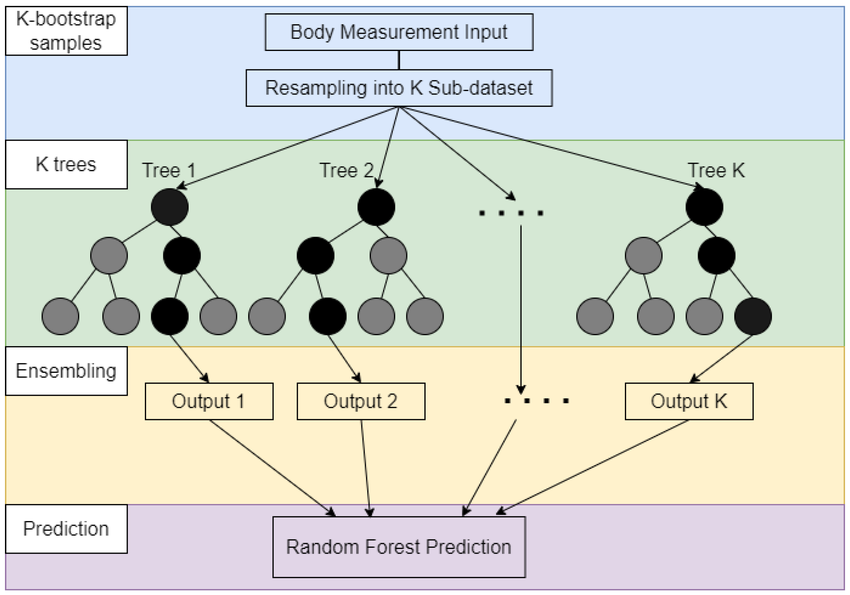 K-bootstrap
samples
Body Measurement Input
Resampling into K Sub-dataset
K trees
Tree 1
Tree 2
. . . .
Tree K
Ensembling
Output 1
Output 2
. . . .
Output K
Prediction
Random Forest Prediction